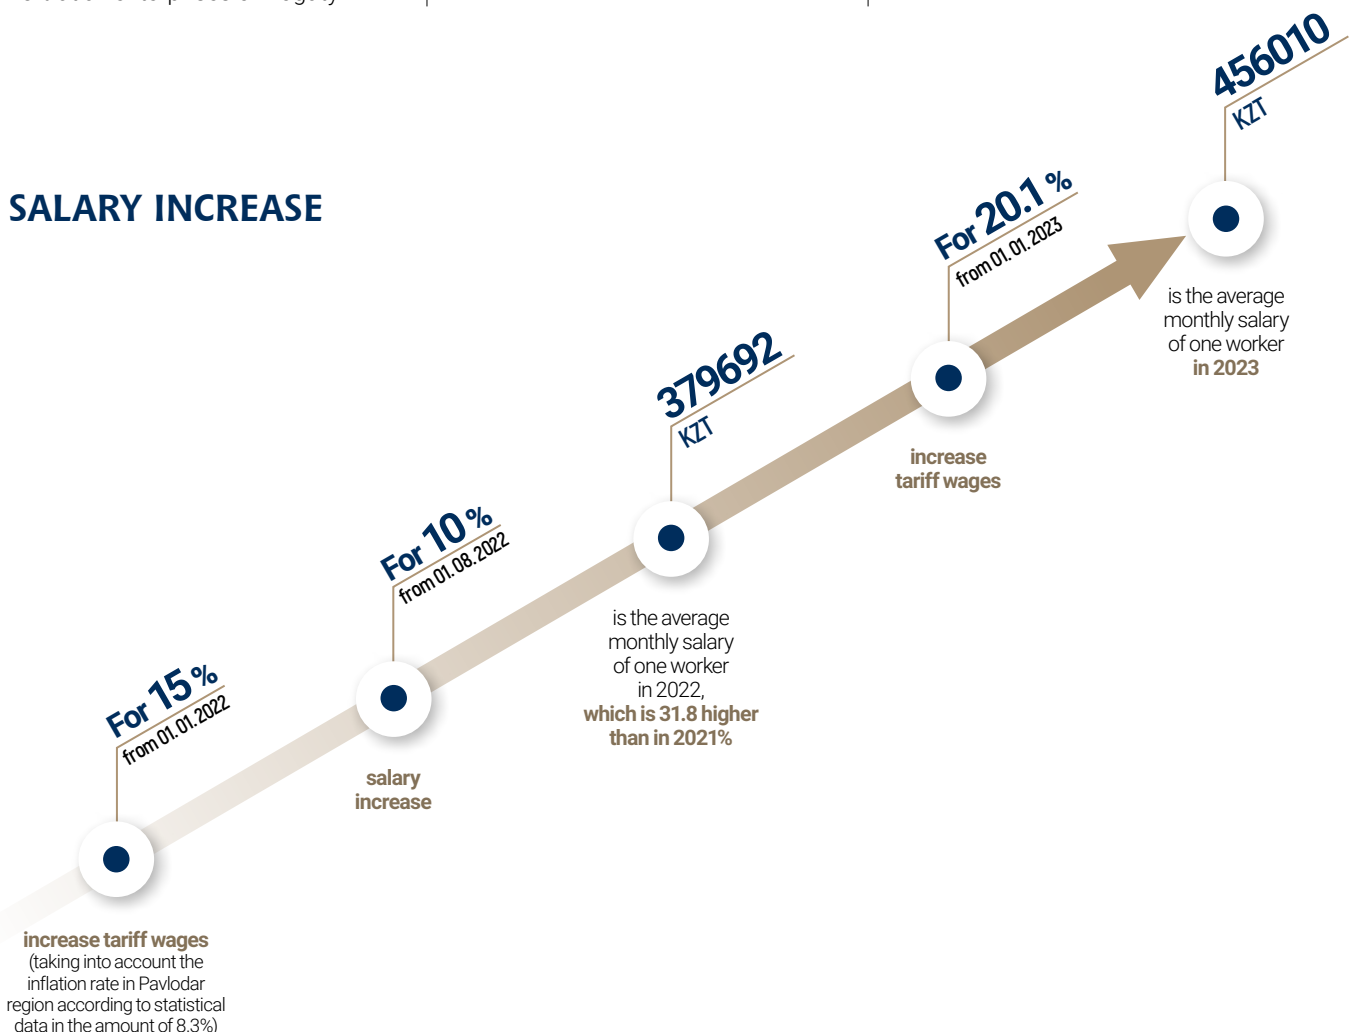 SALARY INCREASE
For 15 %
from 01.01.2022
increase tariff wages
(taking into account the
inflation rate in Pavlodar
region according to statistical
data in the amount of 8.3%)
For 10 %
from 01.08.2022
salary
increase
379692
KZT
is the average
monthly salary
of one worker
in 2022,
which is 31.8 higher
than in 2021%
For 20.1 %
from 01.01.2023
increase
tariff wages
456010
KZT
is the average
monthly salary
of one worker
in 2023